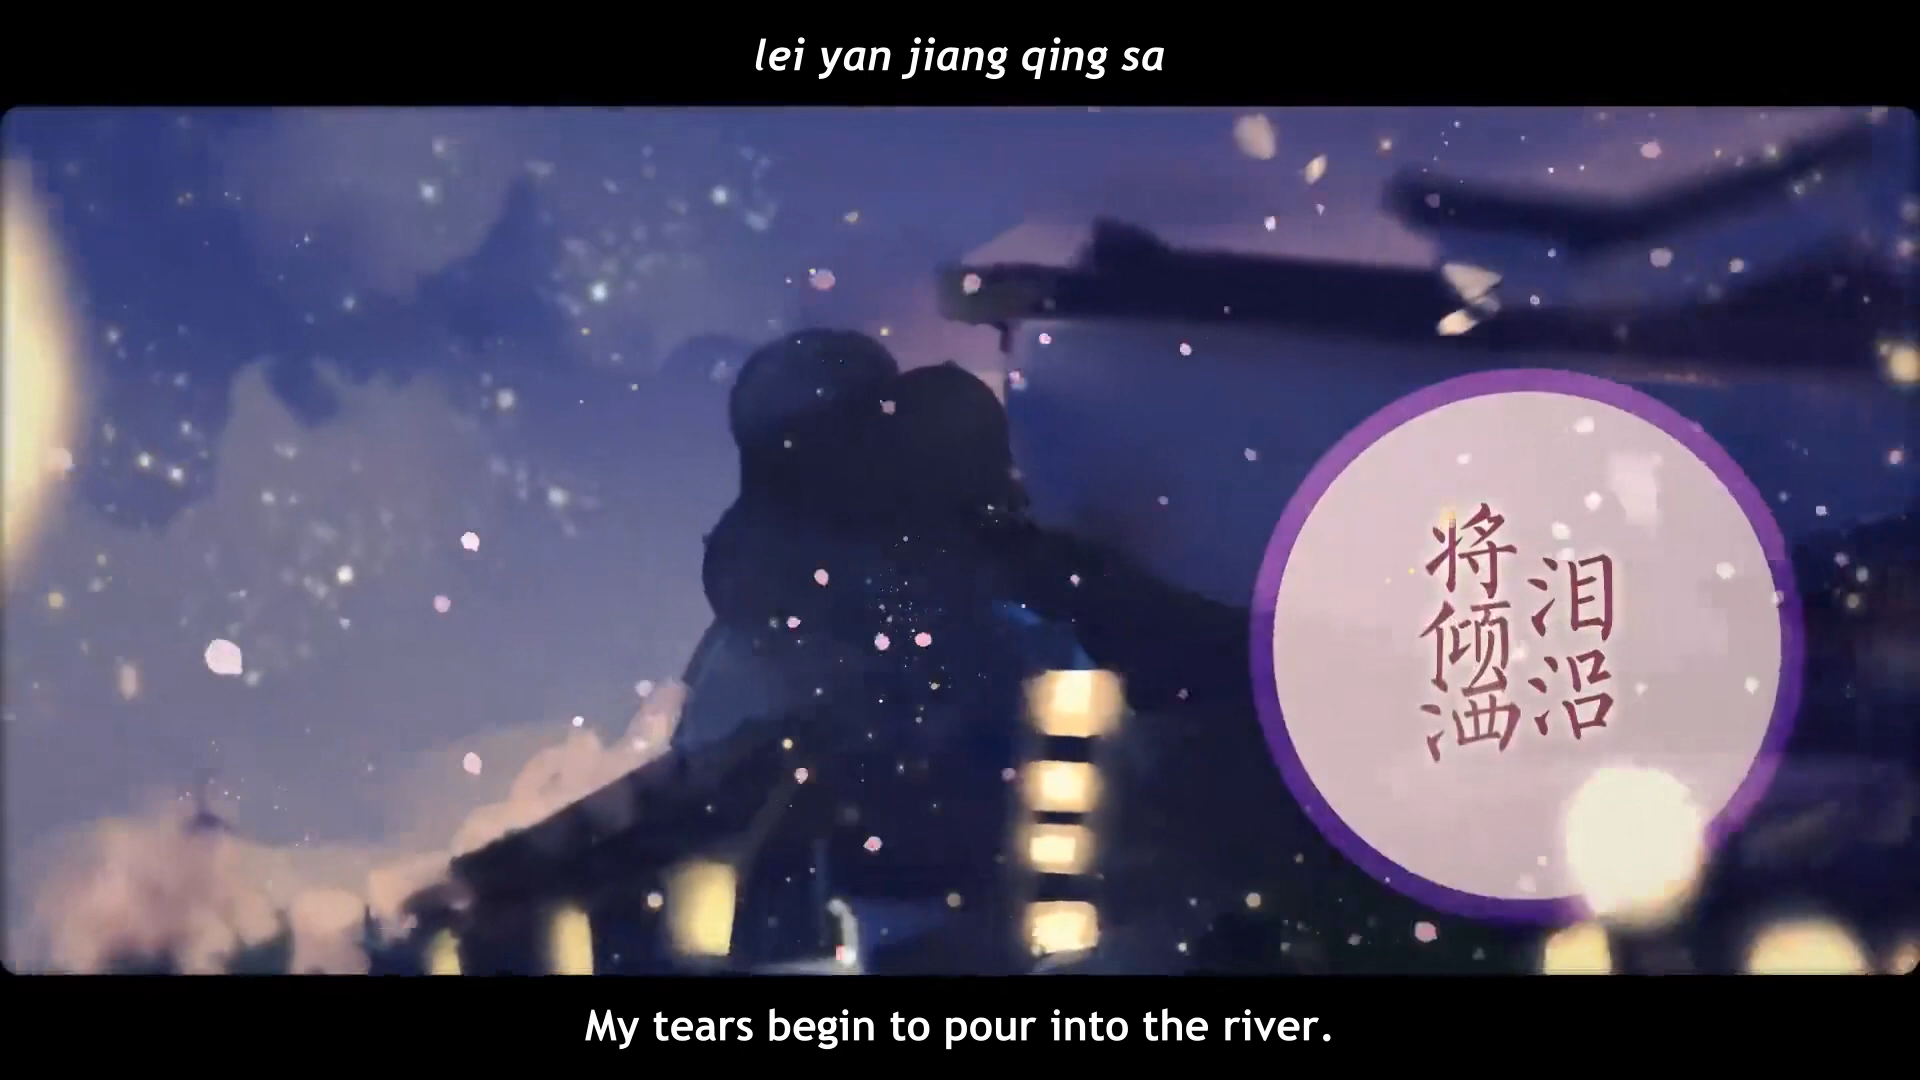 lei yan jiang qing sa
泪沿
将倾洒
My tears begin to pour into the river.